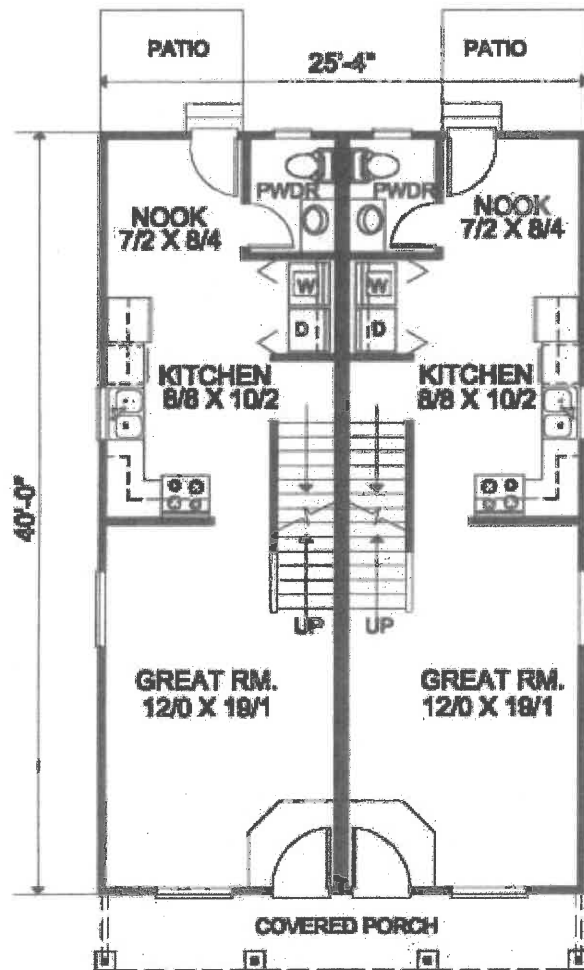 PATIO
PATIO
25'-4"
PWDR
PWDR
NOOK
7/2 X 8/4
NOOK
7/2 X 8/4
W
W
D
D
KITCHEN
8/8 X 10/2
KITCHEN
8/8 X 10/2
40'-0"
UP
UP
GREAT RM.
12/0 X 19/1
GREAT RM.
12/0 X 19/1
COVERED PORCH